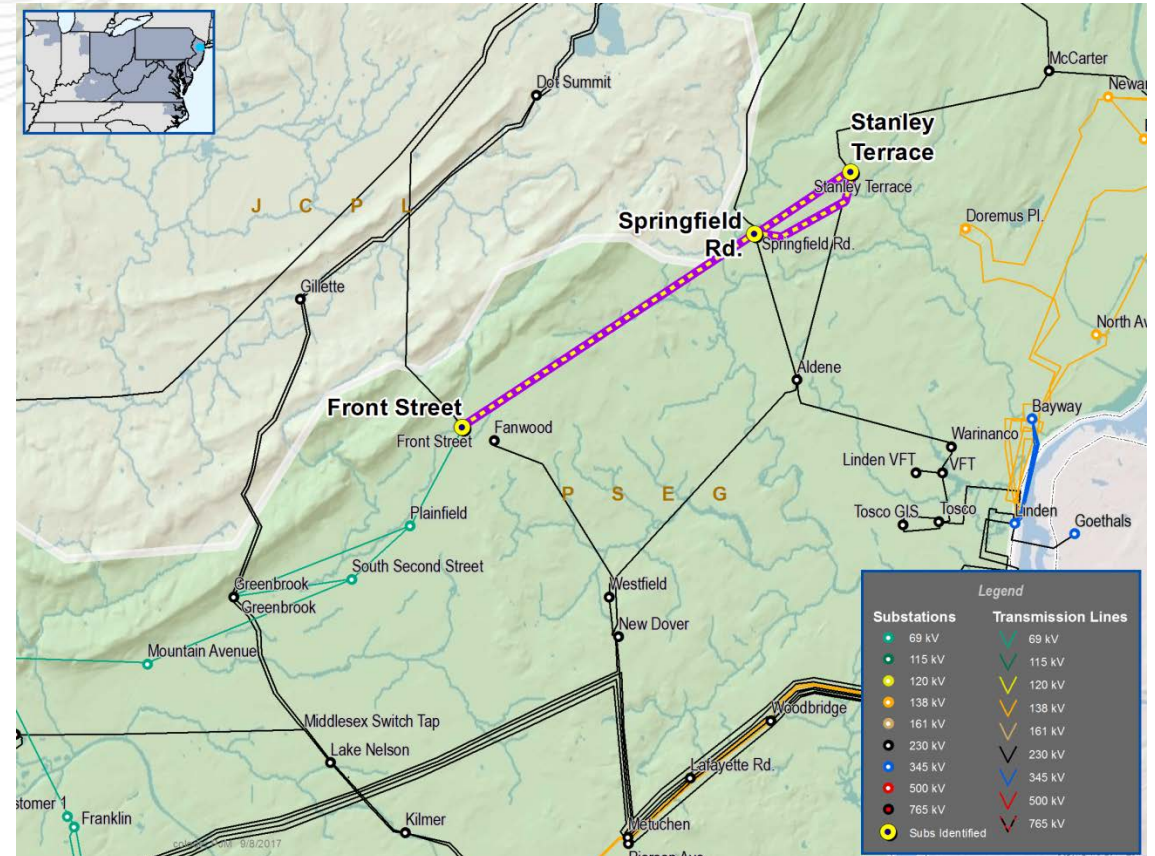 Dot Summit
McCarter
Newar
Stanley
Terrace
Stanley Terrace
J C P L
Springfield
Rd.
Springfield Rd.
Doremus Pl.
Gillette
North Av
Aldene
Front Street
Front Street
Fanwood
Bayway
Warinanco
Linden VFT
VFT
P S E G
Tosco GIS
Tosco
Linden
Goethals
Plainfield
South Second Street
Greenbrook
Greenbrook
Westfield
New Dover
Mountain Avenue
Woodbridge
Middlesex Switch Tap
Lake Nelson
Lafayette Rd.
stomer 1
Franklin
Kilmer
Metuchen
Pierson Ave
9/8/2017
Legend
Substations Transmission Lines
69 kV 69 kV
115 kV 115 kV
120 kV 120 kV
138 kV 138 kV
161 kV 161 kV
230 kV 230 kV
345 kV 345 kV
500 kV 500 kV
765 kV 765 kV
Subs Identified